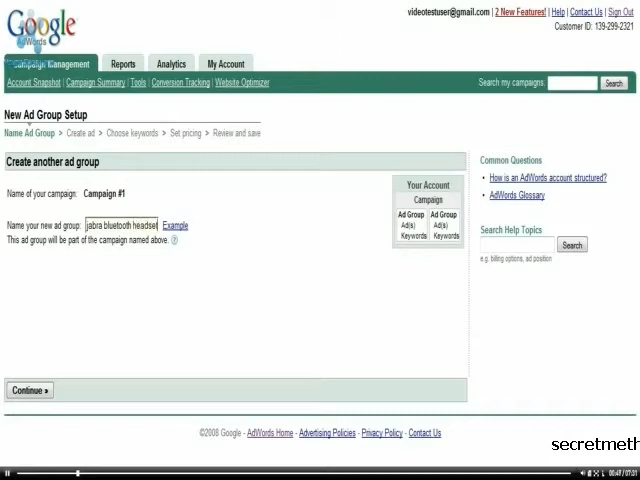 videotestuser@gmail.com | 2 New Features! | Help | Contact Us | Sign Out
Google
AdWords
Customer ID: 139-299-2321
Campaign Management Reports Analytics My Account
Account Snapshot | Campaign Summary | Tools | Conversion Tracking | Website Optimizer Search my campaigns: Search
New Ad Group Setup
Name Ad Group > Create ad > Choose keywords > Set pricing > Review and save
Create another ad group
Name of your campaign: Campaign #1
Name your new ad group: jabra bluetooth headset Example
This ad group will be part of the campaign named above. ?
Your Account
Campaign
Ad Group Ad Group
Ad(s) Ad(s)
Keywords Keywords
Common Questions
• How is an AdWords account structured?
• AdWords Glossary
Search Help Topics
Search
e.g. billing options, ad position
Continue »
©2008 Google - AdWords Home - Advertising Policies - Privacy Policy - Contact Us
secretmeth
00:47 / 07:31